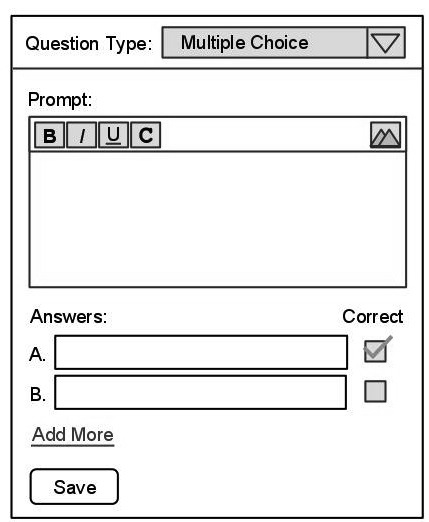 Question Type: Multiple Choice
Prompt:
B I U C
Answers: Correct
A.
B.
Add More
Save